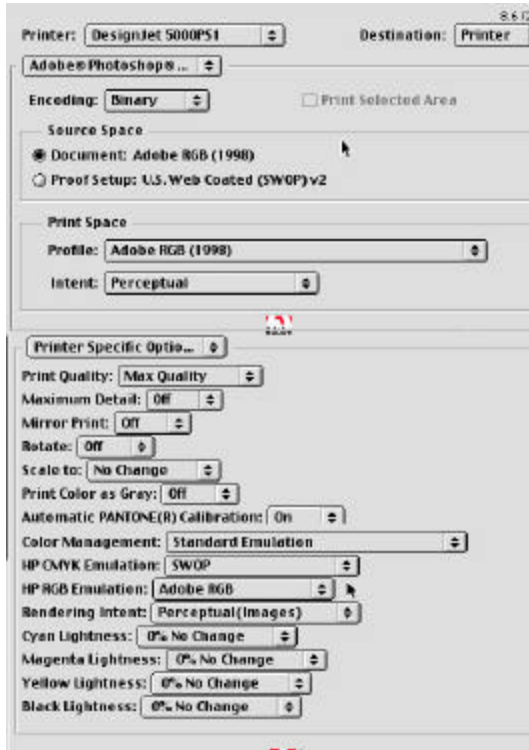 8.6.1
Printer: DesignJet 5000PS1 Destination: Printer
Adobe® Photoshop® ...
Encoding: Binary Print Selected Area
Source Space
Document: Adobe RGB (1998)
Proof Setup: U.S. Web Coated (SWOP) v2
Print Space
Profile: Adobe RGB (1998)
Intent: Perceptual
Printer Specific Optio...
Print Quality: Max Quality
Maximum Detail: Off
Mirror Print: Off
Rotate: Off
Scale to: No Change
Print Color as Gray: Off
Automatic PANTONE(R) Calibration: On
Color Management: Standard Emulation
HP CMYK Emulation: SWOP
HP RGB Emulation: Adobe RGB
Rendering Intent: Perceptual(Images)
Cyan Lightness: 0% No Change
Magenta Lightness: 0% No Change
Yellow Lightness: 0% No Change
Black Lightness: 0% No Change